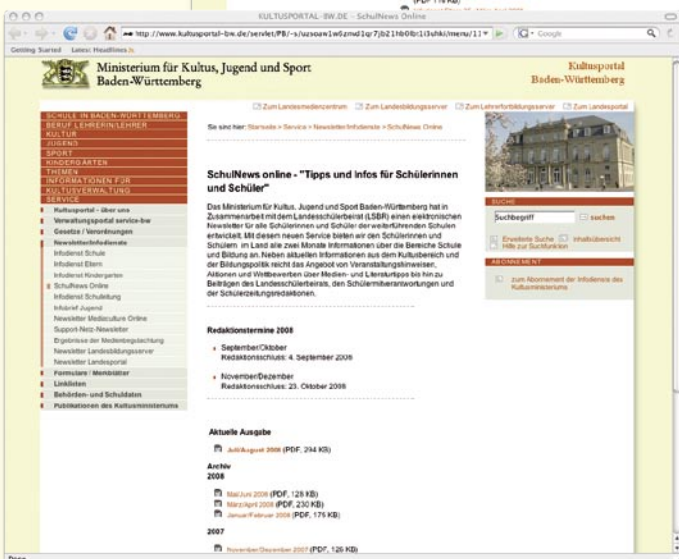 (PDF 116 KB)
KULTUSPORTAL-BW.DE – SchulNews Online
Google
Getting Started Latest Headlines
Ministerium für Kultus, Jugend und Sport
Baden-Württemberg
Kultusportal
Baden-Württemberg
Zum Landesmedienzentrum Zum Landesbildungsserver Zum Lehrerfortbildungsserver Zum Landesportal
SCHULE IN BADEN-WÜRTTEMBERG
BERUF LEHRERIN/LEHRER
KULTUR
JUGEND
SPORT
KINDERGÄRTEN
THEMEN
INFORMATIONEN FÜR
KULTUSVERWALTUNG
SERVICE
Kultusportal - über uns
Verwaltungsportal service-bw
Gesetze / Verordnungen
Newsletter/Infodienste
Infodienst Schule
Infodienst Eltern
Infodienst Kindergarten
SchulNews Online
Infodienst Schulleitung
Infobrief Jugend
Newsletter Mediaculture Online
Support-Netz-Newsletter
Ergebnisse der Medienbegutachtung
Newsletter Landesbildungsserver
Newsletter Landesportal
Formulare / Merkblätter
Linklisten
Behörden- und Schuldaten
Publikationen des Kultusministeriums
Sie sind hier: Startseite > Service > Newsletter/Infodienste > SchulNews Online
SchulNews online - "Tipps und Infos für Schülerinnen
und Schüler"
Das Ministerium für Kultus, Jugend und Sport Baden-Württemberg hat in
Zusammenarbeit mit dem Landesschülerbeirat (LSBR) einen elektronischen
Newsletter für alle Schülerinnen und Schüler der weiterführenden Schulen
entwickelt. Mit diesem neuen Service bieten wir den Schülerinnen und
Schülern im Land alle zwei Monate Informationen über die Bereiche Schule
und Bildung an. Neben aktuellen Informationen aus dem Kultusbereich und
der Bildungspolitik reicht das Angebot von Veranstaltungshinweisen,
Aktionen und Wettbewerben über Medien- und Literaturtipps bis hin zu
Beiträgen des Landesschülerbeirats, den Schülermitverantwortungen und
der Schülerzeitungsredaktionen.
Redaktionstermine 2008
September/Oktober
Redaktionsschluss: 4. September 2008
November/Dezember
Redaktionsschluss: 23. Oktober 2008
Aktuelle Ausgabe
Juli/August 2008 (PDF, 294 KB)
Archiv
2008
Mai/Juni 2008 (PDF, 128 KB)
März/April 2008 (PDF, 230 KB)
Januar/Februar 2008 (PDF, 175 KB)
2007
November/Dezember 2007 (PDF, 126 KB)
SUCHE
Suchbegriff suchen
Erweiterte Suche Inhaltsübersicht
Hilfe zur Suchfunktion
ABONNEMENT
zum Abonnement der Infodienste des
Kultusministeriums